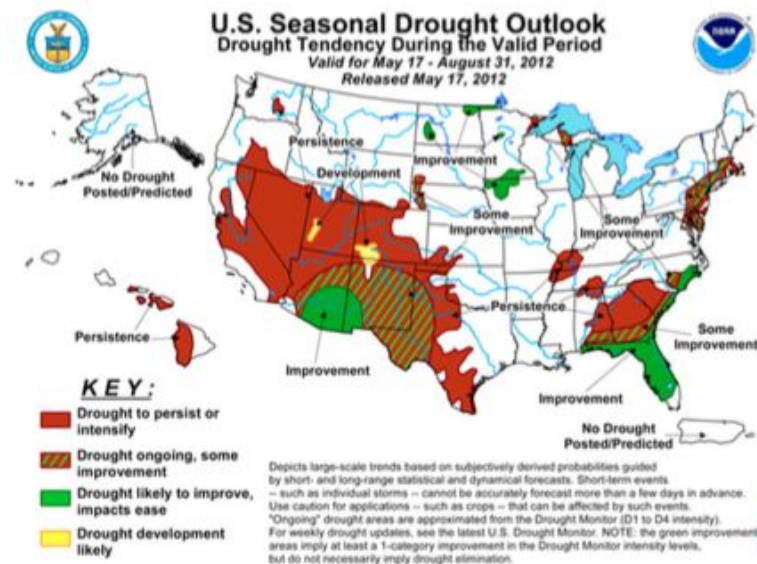 U.S. Seasonal Drought Outlook
Drought Tendency During the Valid Period
Valid for May 17 - August 31, 2012
Released May 17, 2012
NOAA
No Drought
Posted/Predicted
Persistence
Development
Improvement
Some
Improvement
Some
Improvement
Persistence
Persistence
Some
Improvement
Improvement
Improvement
No Drought
Posted/Predicted
KEY:
Drought to persist or
intensify
Drought ongoing, some
improvement
Drought likely to improve,
impacts ease
Drought development
likely
Depicts large-scale trends based on subjectively derived probabilities guided
by short- and long-range statistical and dynamical forecasts. Short-term events
-- such as individual storms -- cannot be accurately forecast more than a few days in advance.
Use caution for applications -- such as crops -- that can be affected by such events.
"Ongoing" drought areas are approximated from the Drought Monitor (D1 to D4 intensity).
For weekly drought updates, see the latest U.S. Drought Monitor. NOTE: the green improvement
areas imply at least a 1-category improvement in the Drought Monitor intensity levels,
but do not necessarily imply drought elimination.